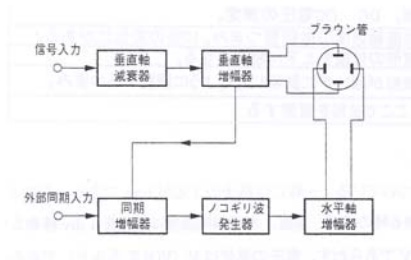 ブラウン管
信号入力
垂直軸
減衰器
垂直軸
増幅器
外部同期入力
同期
増幅器
ノコギリ波
発生器
水平軸
増幅器